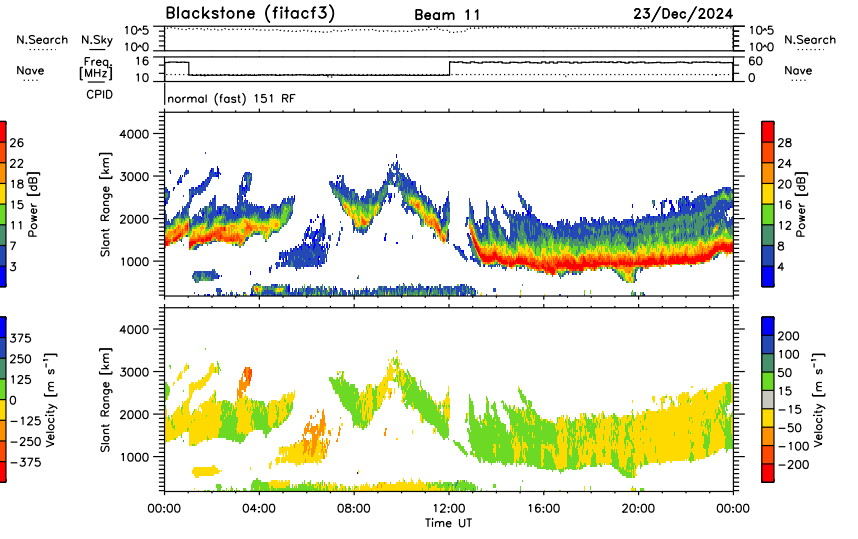 Blackstone (fitacf3) Beam 11 23/Dec/2024
N.Search N.Sky 10^5 10^0 10^5 10^0 N.Search
Nave Freq. [MHz] 16 10 60 0 Nave
CPID normal (fast) 151 RF
Power [dB] 26 22 18 15 11 7 3
Slant Range [km] 4000 3000 2000 1000
28 24 20 16 12 8 4 Power [dB]
Velocity [m s⁻¹] 375 250 125 0 −125 −250 −375
Slant Range [km] 4000 3000 2000 1000
200 100 50 15 −15 −50 −100 −200 Velocity [m s⁻¹]
00:00 04:00 08:00 12:00 16:00 20:00 00:00
Time UT